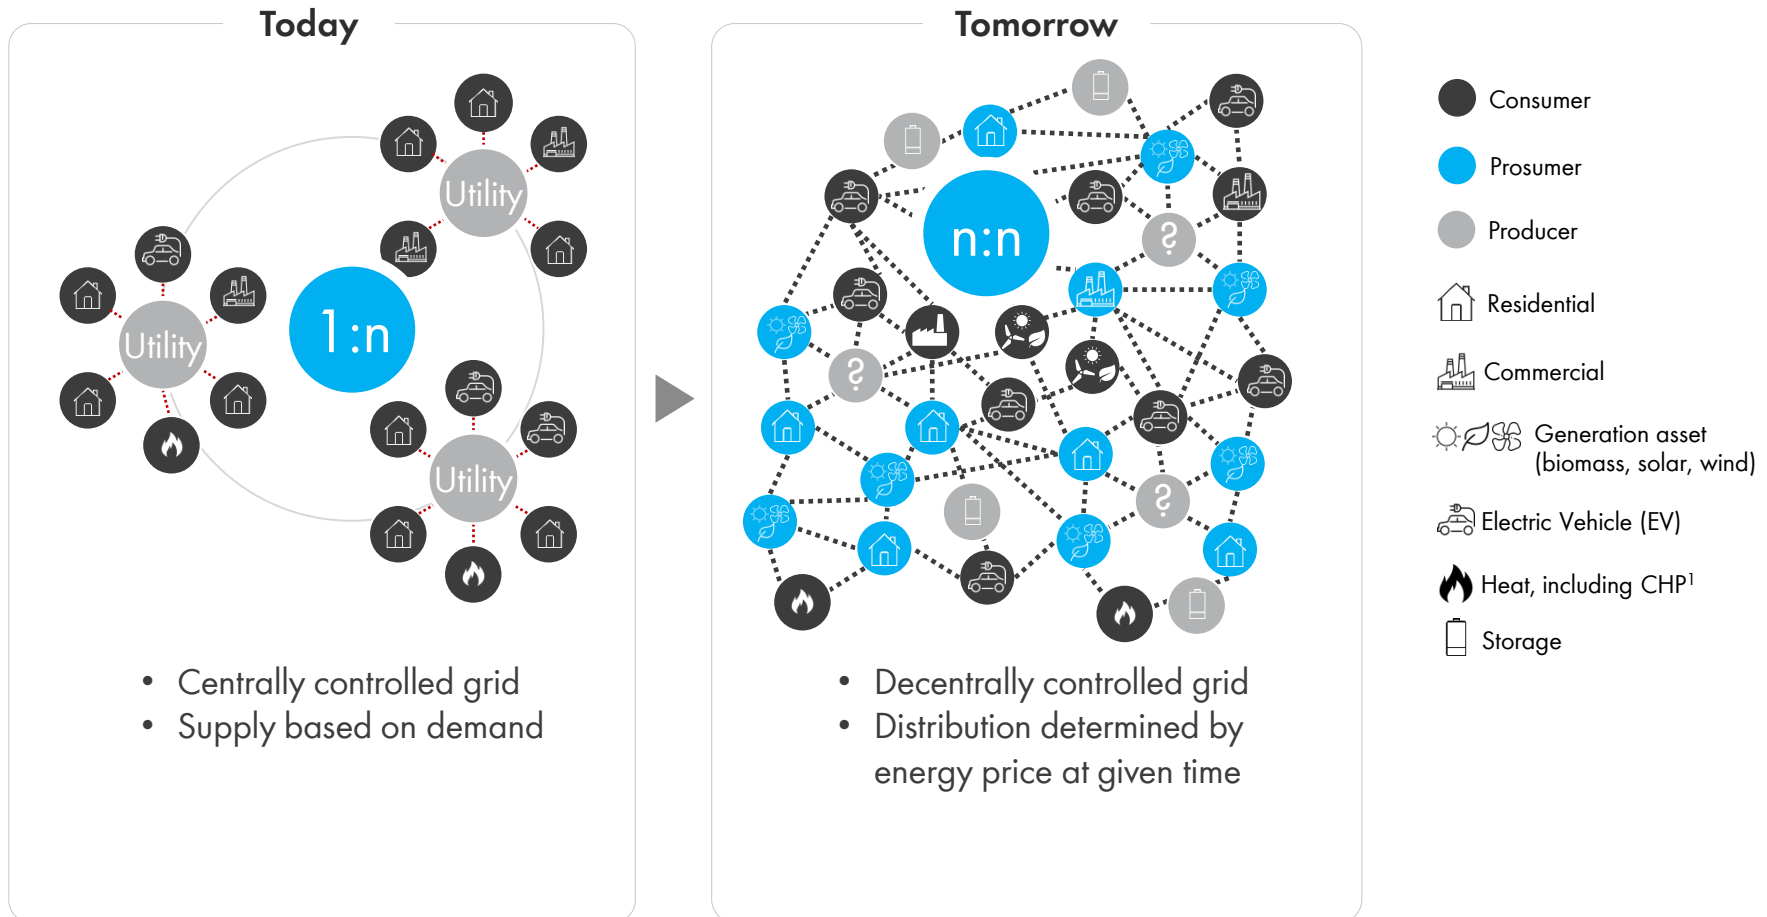 Today
Utility
Utility
1:n
Utility
• Centrally controlled grid
• Supply based on demand
Tomorrow
n:n
?
?
?
• Decentrally controlled grid
• Distribution determined by
energy price at given time
Consumer
Prosumer
Producer
Residential
Commercial
Generation asset
(biomass, solar, wind)
Electric Vehicle (EV)
Heat, including CHP¹
Storage